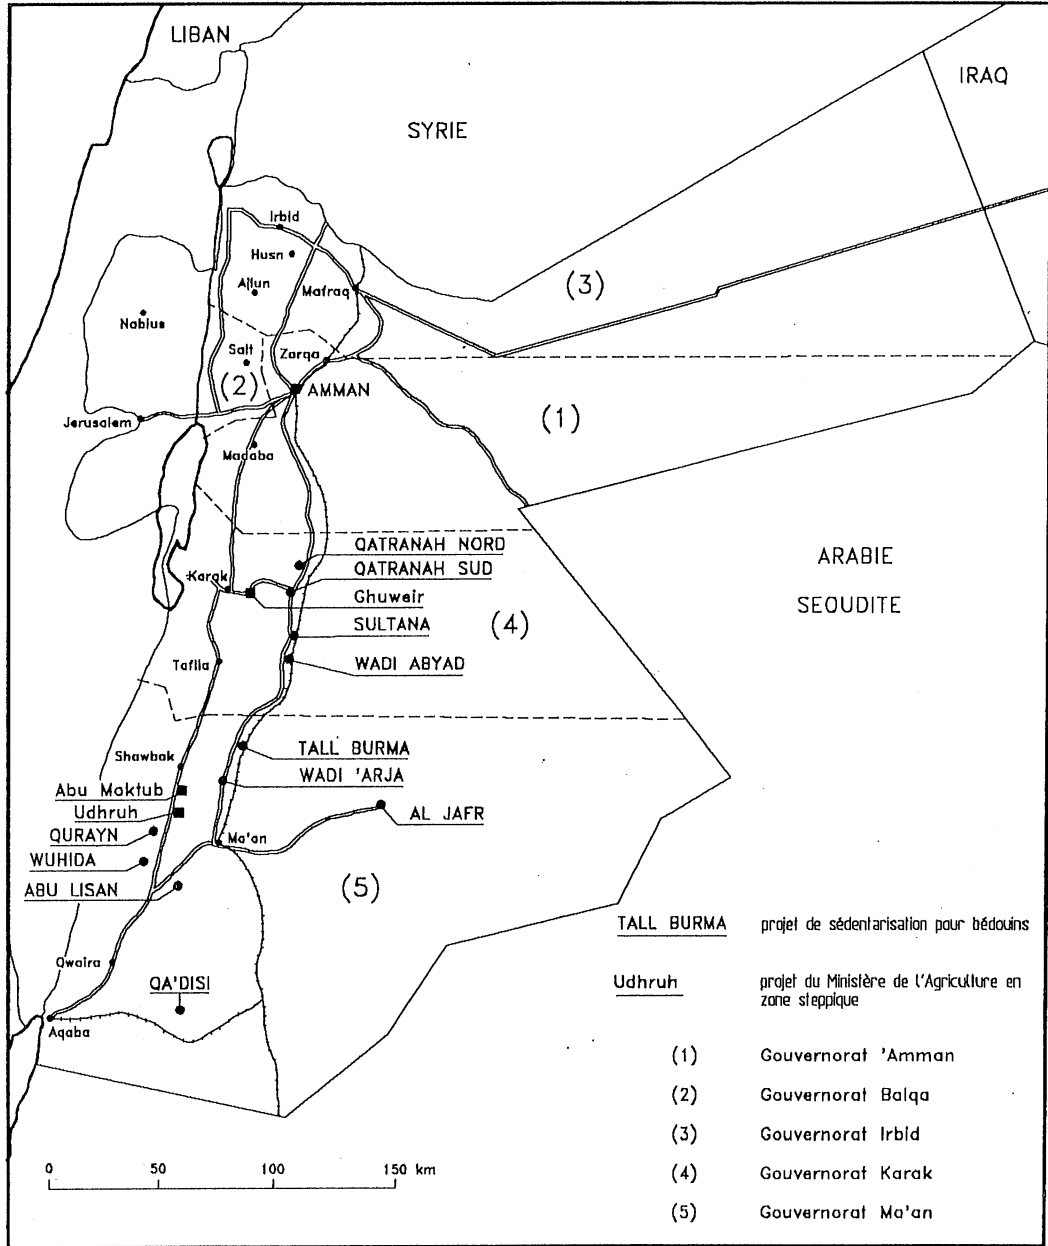 LIBAN
IRAQ
SYRIE
Irbid
Husn
Ajlun
Mafraq
(3)
Nablus
Salt
Zarqa
(2)
AMMAN
(1)
Jerusalem
Madaba
QATRANAH NORD
ARABIE
SEOUDITE
QATRANAH SUD
Karak
Ghuweir
SULTANA
(4)
Tafila
WADI ABYAD
Shawbak
TALL BURMA
WADI 'ARJA
Abu Maktub
Udhruh
AL JAFR
QURAYN
Ma'an
WUHIDA
ABU LISAN
(5)
Qwaira
QA'DISI
Aqaba
TALL BURMA projet de sédentarisation pour bédouins
Udhruh projet du Ministère de l'Agriculture en
zone steppique
(1) Gouvernorat 'Amman
(2) Gouvernorat Balqa
(3) Gouvernorat Irbid
(4) Gouvernorat Karak
(5) Gouvernorat Ma'an
0 50 100 150 km